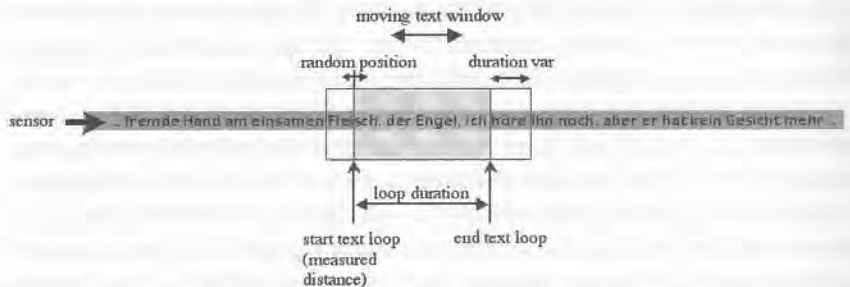 moving text window
random position duration var
sensor .. fremde Hand am einsamen Fleisch, der Engel, ich höre ihn noch, aber er hat kein Gesicht mehr ..
loop duration
start text loop end text loop
(measured
distance)